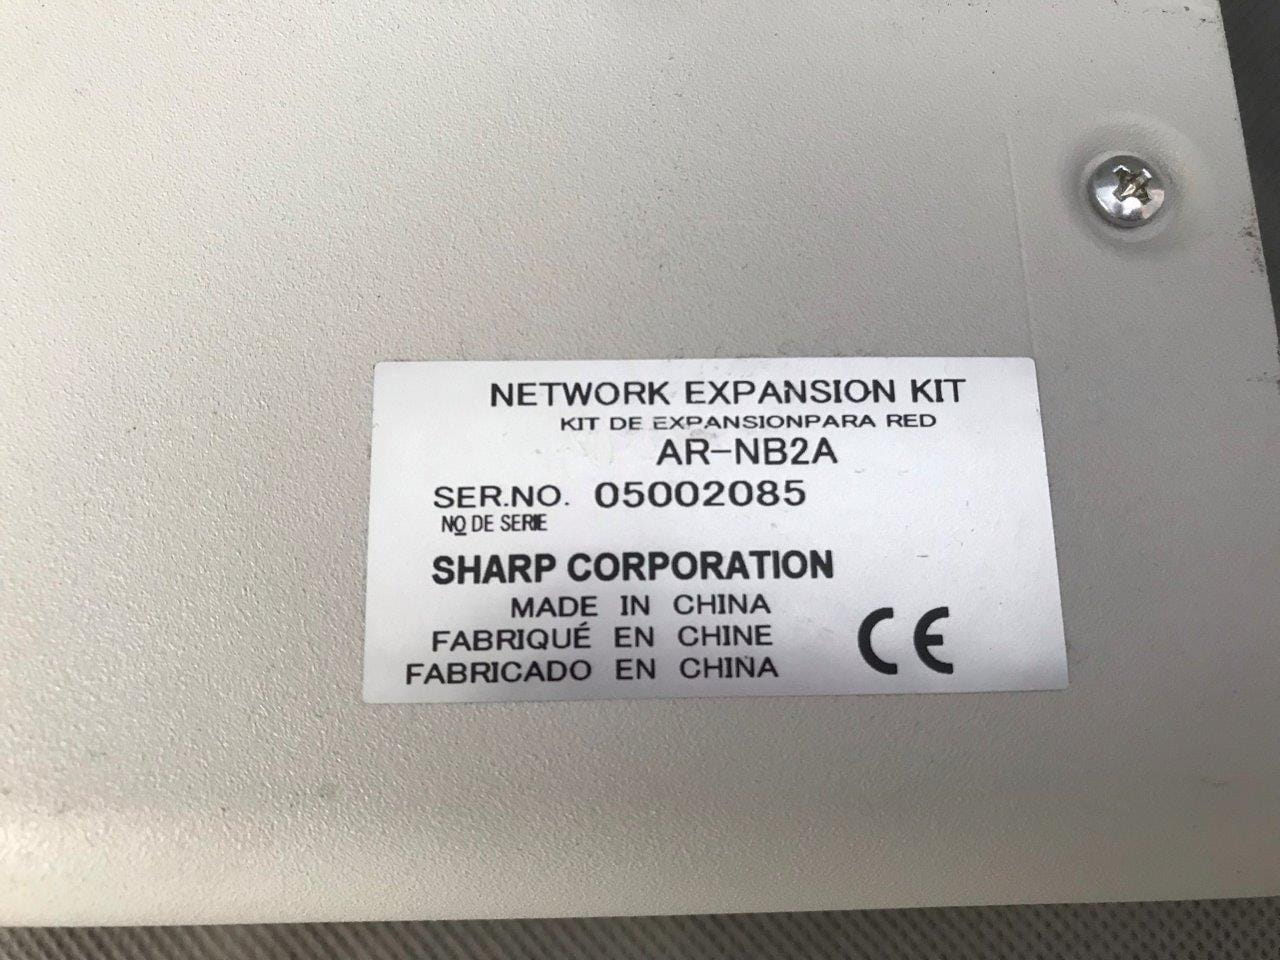 NETWORK EXPANSION KIT
KIT DE EXPANSIONPARA RED
AR-NB2A
SER.NO. 05002085
NO DE SERIE
SHARP CORPORATION
MADE IN CHINA
FABRIQUÉ EN CHINE
FABRICADO EN CHINA
CE